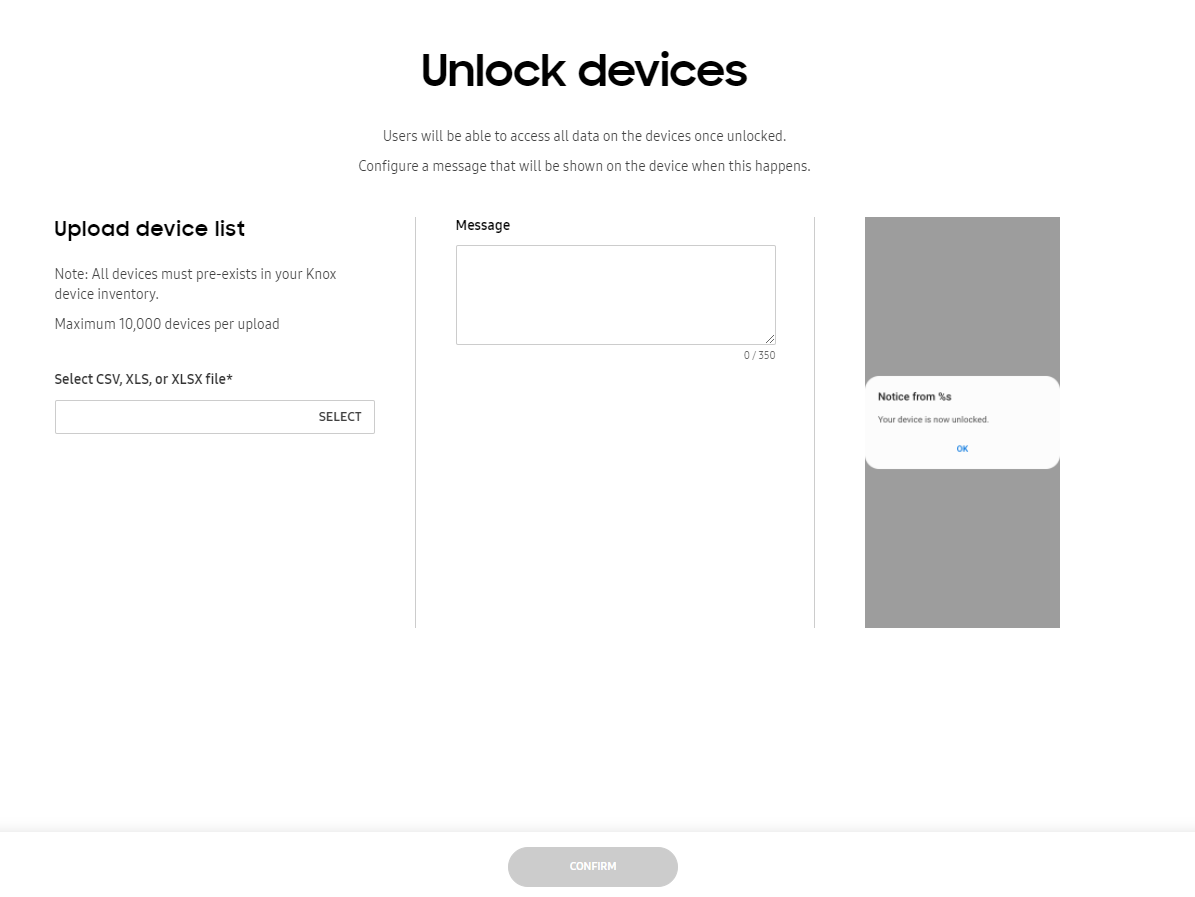 Unlock devices
Users will be able to access all data on the devices once unlocked.
Configure a message that will be shown on the device when this happens.
Upload device list
Note: All devices must pre-exists in your Knox
device inventory.
Maximum 10,000 devices per upload
Select CSV, XLS, or XLSX file*
SELECT
Message
0 / 350
Notice from %s
Your device is now unlocked.
OK
CONFIRM